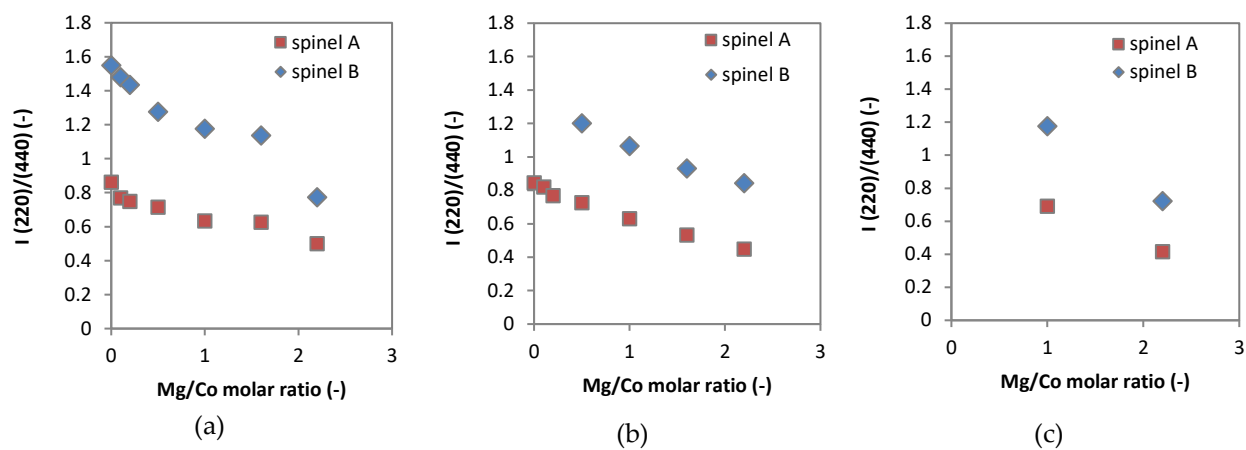 1.8
1.6
1.4
1.2
1
0.8
0.6
0.4
0.2
0
0 1 2 3
I (220)/(440) (-)
Mg/Co molar ratio (-)
spinel A
spinel B
(a)
1.8
1.6
1.4
1.2
1
0.8
0.6
0.4
0.2
0
0 1 2 3
I (220)/(440) (-)
Mg/Co molar ratio (-)
spinel A
spinel B
(b)
1.8
1.6
1.4
1.2
1
0.8
0.6
0.4
0.2
0
0 1 2 3
I (220)/(440) (-)
Mg/Co molar ratio (-)
spinel A
spinel B
(c)